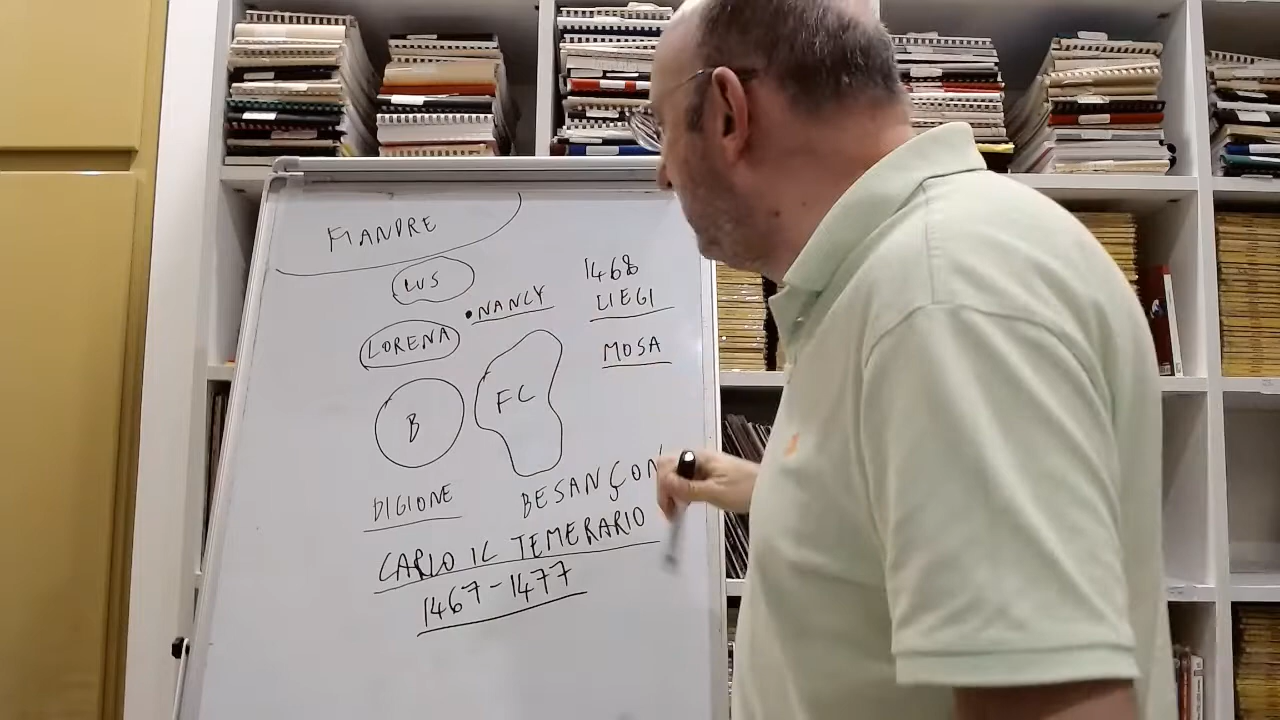 FIANDRE
LUS
NANCY
1468
LIEGI
LORENA
MOSA
FC
B
DIGIONE
BESANÇON
CARLO IL TEMERARIO
1467-1477